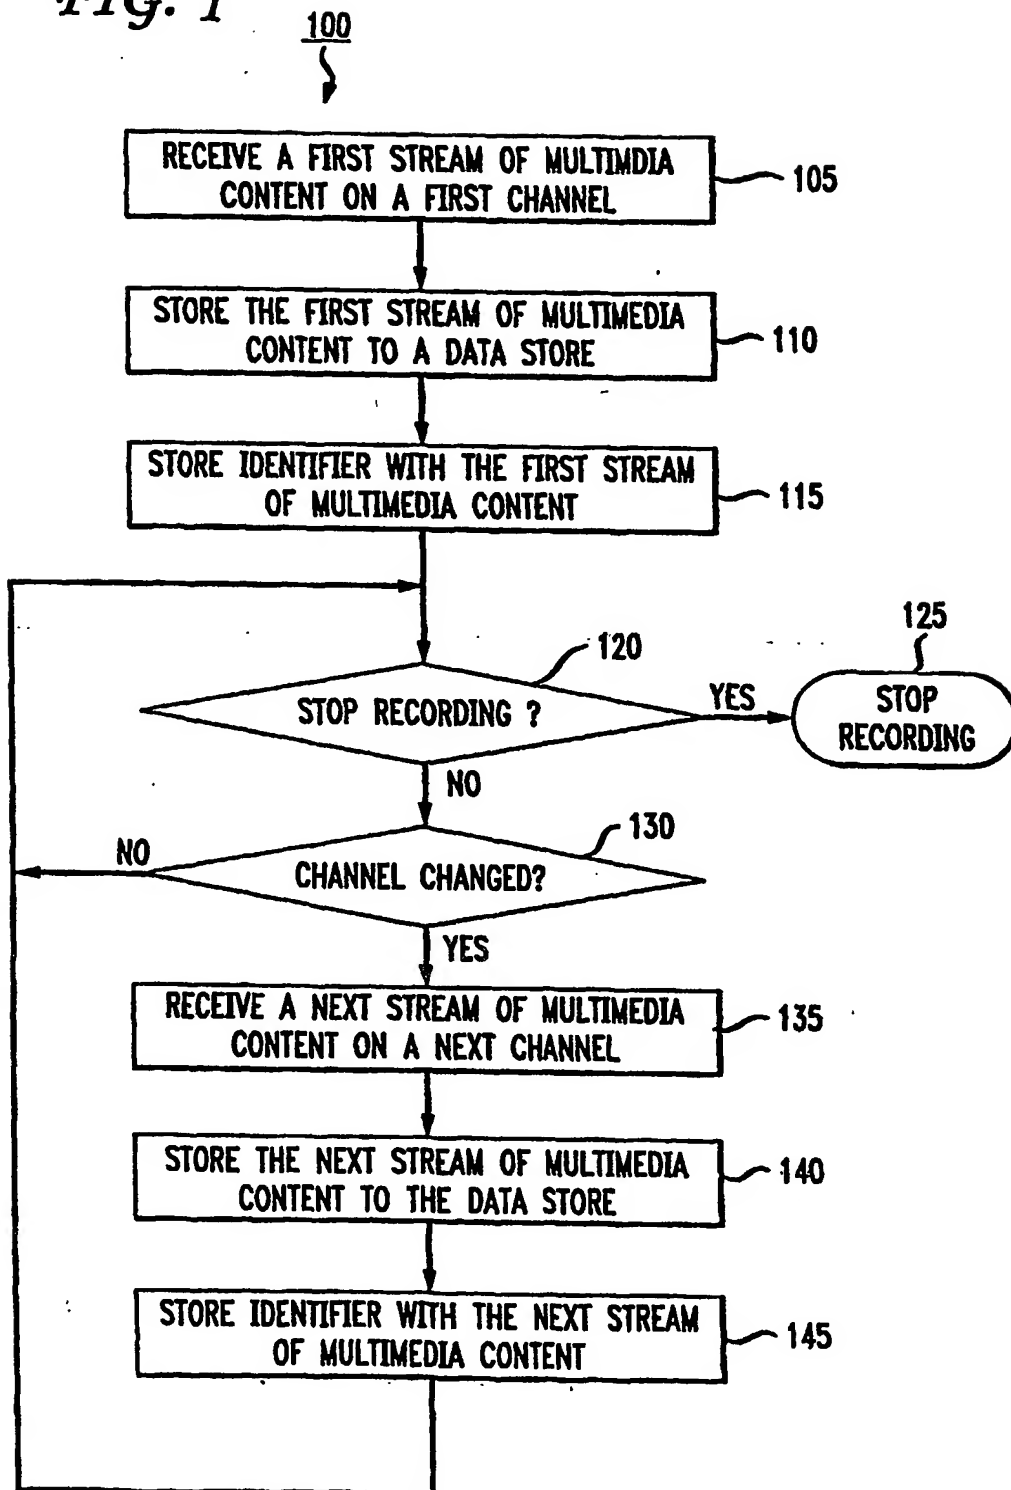 FIG. 1
100
RECEIVE A FIRST STREAM OF MULTIMDIA
CONTENT ON A FIRST CHANNEL
105
STORE THE FIRST STREAM OF MULTIMEDIA
CONTENT TO A DATA STORE
110
STORE IDENTIFIER WITH THE FIRST STREAM
OF MULTIMEDIA CONTENT
115
120
125
STOP RECORDING ?
YES
STOP
RECORDING
NO
130
NO
CHANNEL CHANGED?
YES
RECEIVE A NEXT STREAM OF MULTIMEDIA
CONTENT ON A NEXT CHANNEL
135
STORE THE NEXT STREAM OF MULTIMEDIA
CONTENT TO THE DATA STORE
140
STORE IDENTIFIER WITH THE NEXT STREAM
OF MULTIMEDIA CONTENT
145